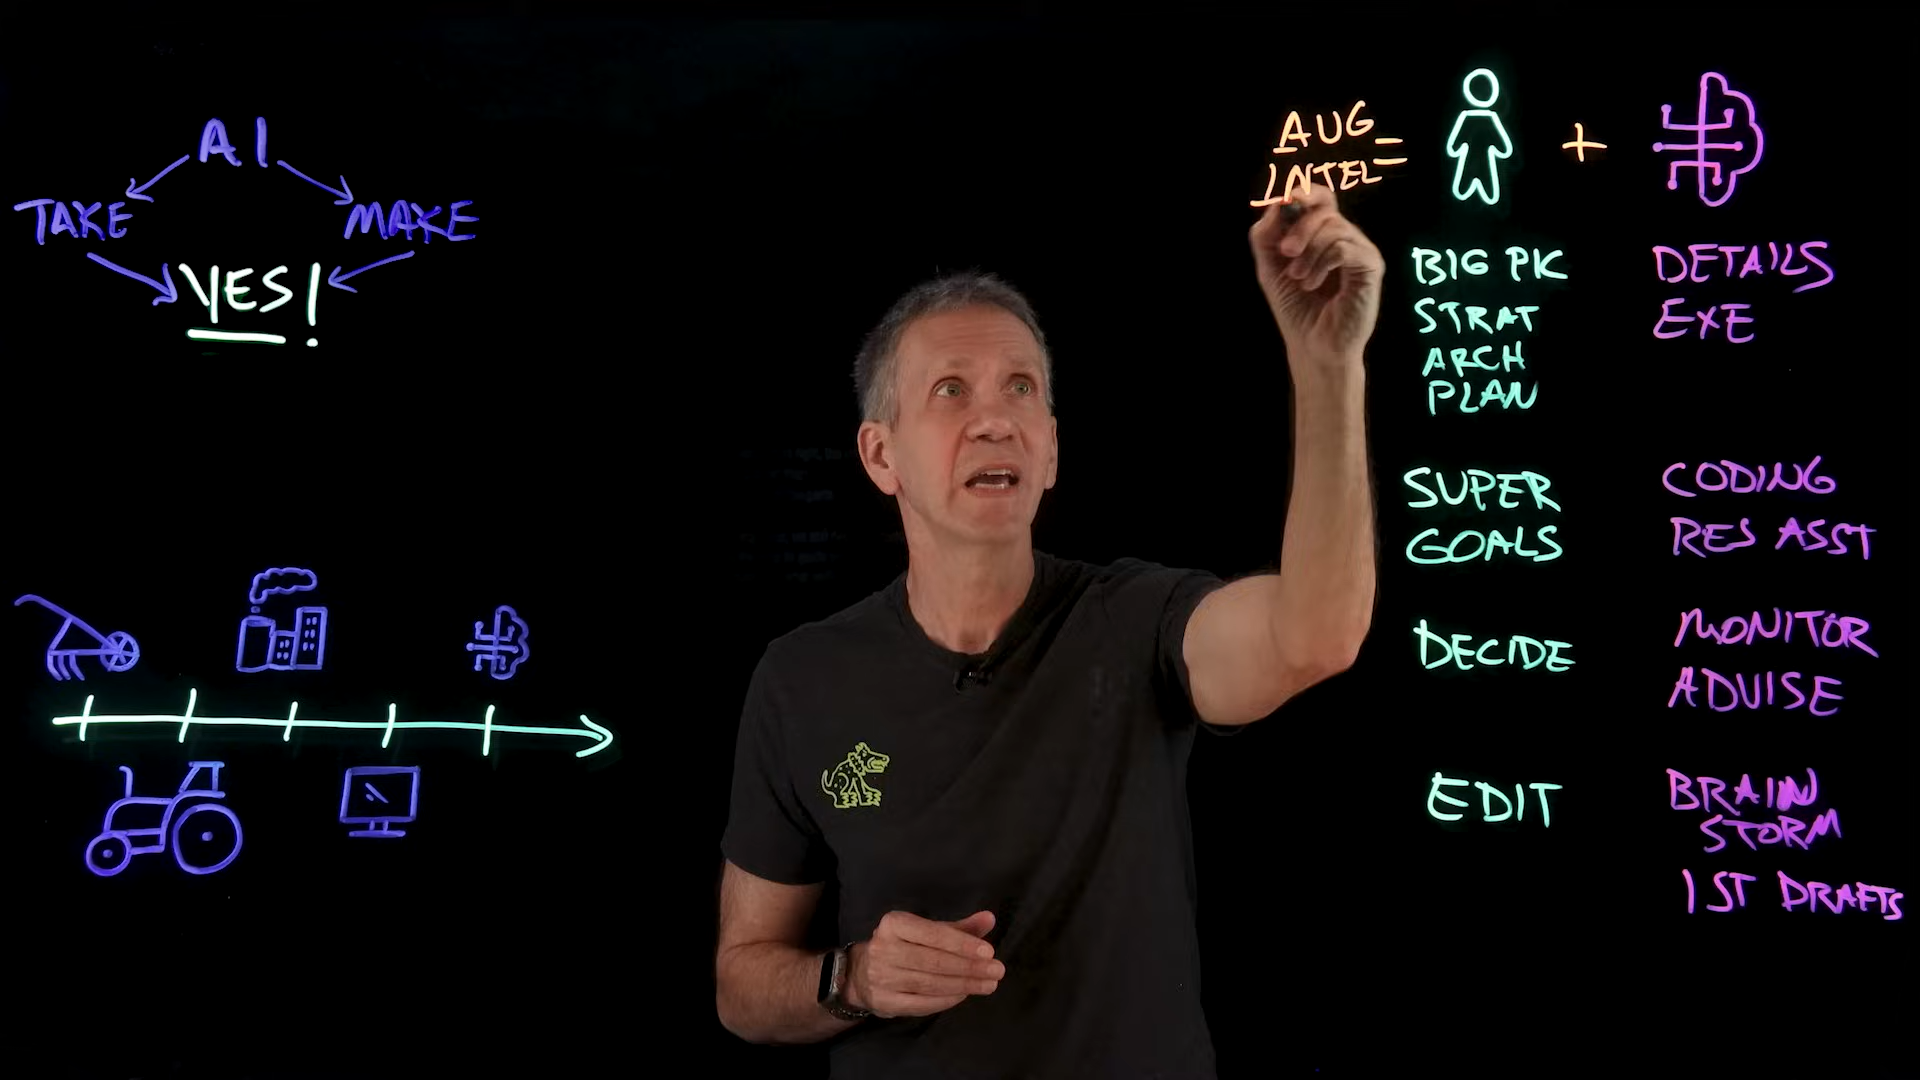 AI
TAKE
MAKE
YES!
AUG
INTEL
=
+
BIG PIC
STRAT
ARCH
PLAN
SUPER
GOALS
DECIDE
EDIT
DETAILS
EXE
CODING
RES ASST
MONITOR
ADVISE
BRAIN
STORM
1ST DRAFTS